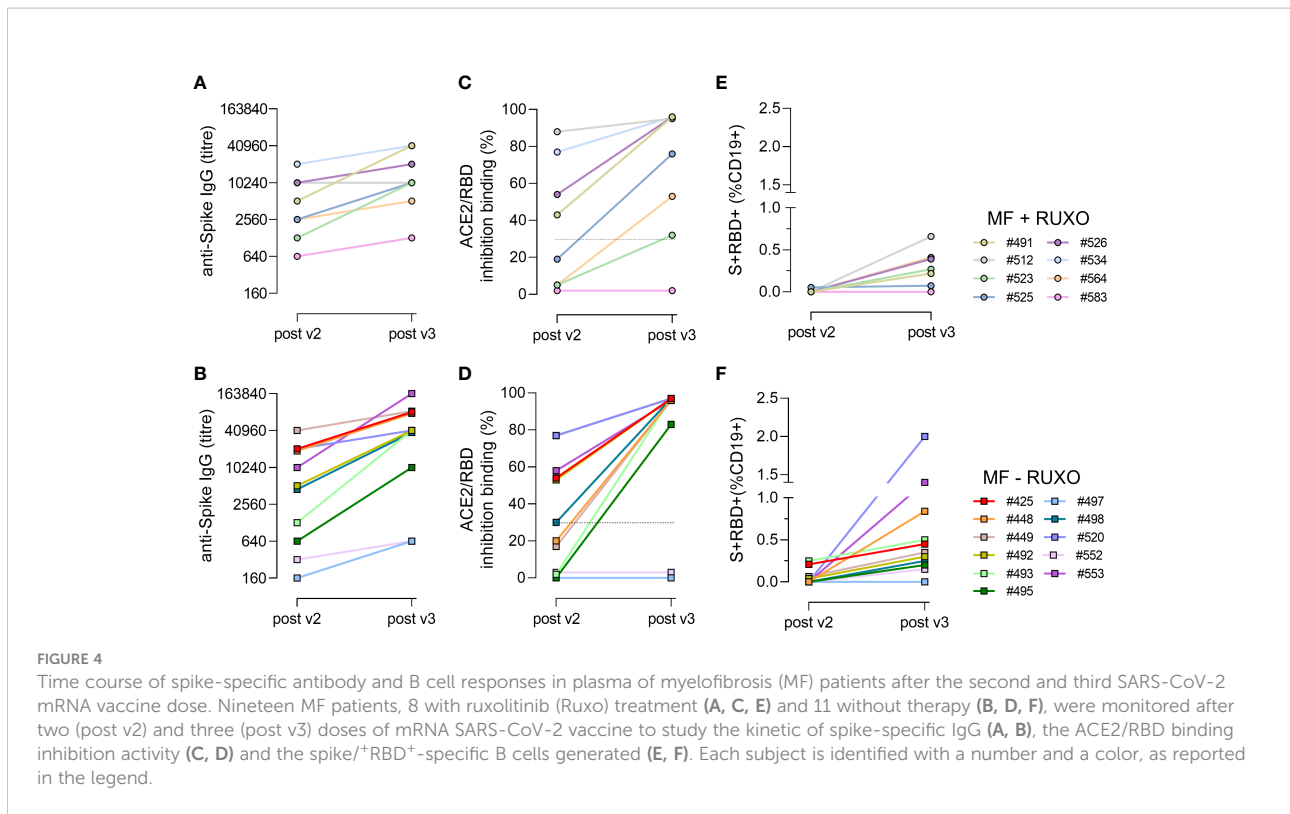 A
anti-Spike IgG (titre)
163840
40960
10240
2560
640
160
post v2 post v3
C
ACE2/RBD
inhibition binding (%)
100
80
60
40
20
0
post v2 post v3
E
S+RBD+ (%CD19+)
2.5
2.0
1.5
1.0
0.5
0.0
post v2 post v3
MF + RUXO
#491 #526
#512 #534
#523 #564
#525 #583
B
anti-Spike IgG (titre)
163840
40960
10240
2560
640
160
post v2 post v3
D
ACE2/RBD
inhibition binding (%)
100
80
60
40
20
0
post v2 post v3
F
S+RBD+(%CD19+)
2.5
2.0
1.5
1.0
0.5
0.0
post v2 post v3
MF - RUXO
#425 #497
#448 #498
#449 #520
#492 #552
#493 #553
#495
FIGURE 4
Time course of spike-specific antibody and B cell responses in plasma of myelofibrosis (MF) patients after the second and third SARS-CoV-2
mRNA vaccine dose. Nineteen MF patients, 8 with ruxolitinib (Ruxo) treatment (A, C, E) and 11 without therapy (B, D, F), were monitored after
two (post v2) and three (post v3) doses of mRNA SARS-CoV-2 vaccine to study the kinetic of spike-specific IgG (A, B), the ACE2/RBD binding
inhibition activity (C, D) and the spike/⁺RBD⁺-specific B cells generated (E, F). Each subject is identified with a number and a color, as reported
in the legend.